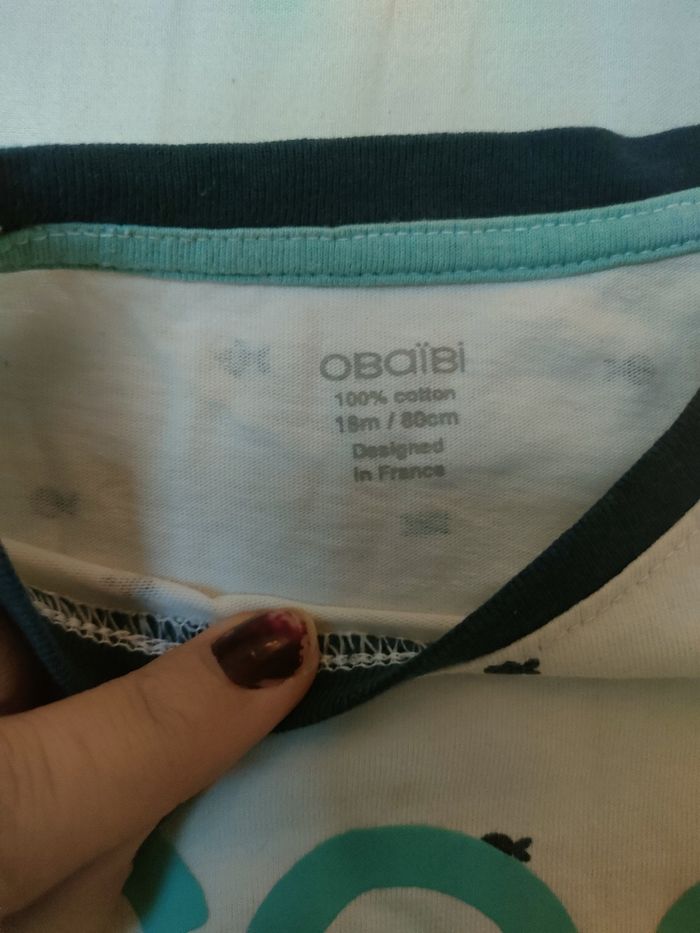 OBaïBi
100% cotton
18m / 80cm
Designed
in France